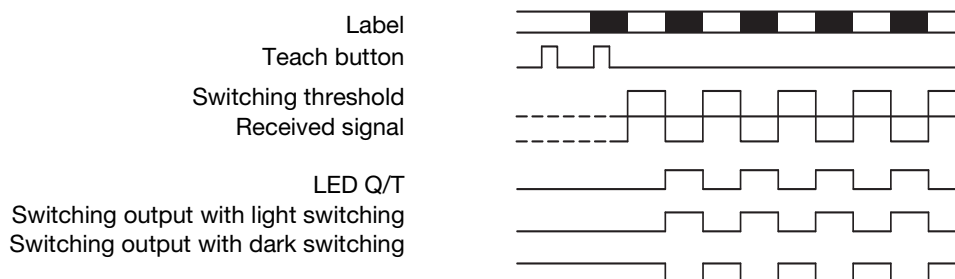 Label
Teach button
Switching threshold
Received signal
LED Q/T
Switching output with light switching
Switching output with dark switching